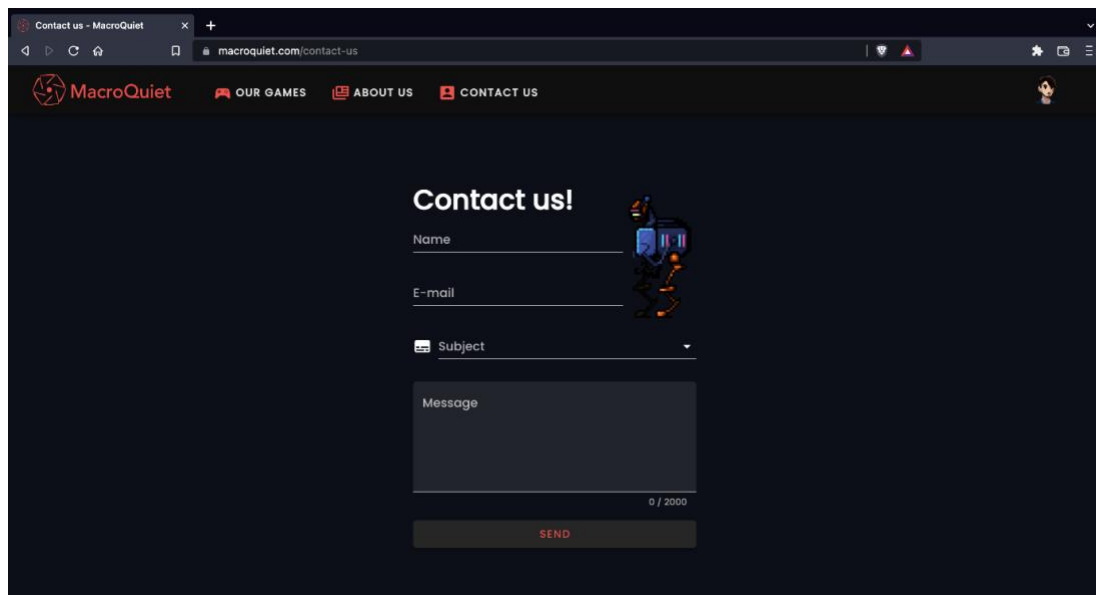 Contact us - MacroQuiet
macroquiet.com/contact-us
MacroQuiet OUR GAMES ABOUT US CONTACT US
Contact us!
Name
E-mail
Subject
Message
0 / 2000
SEND